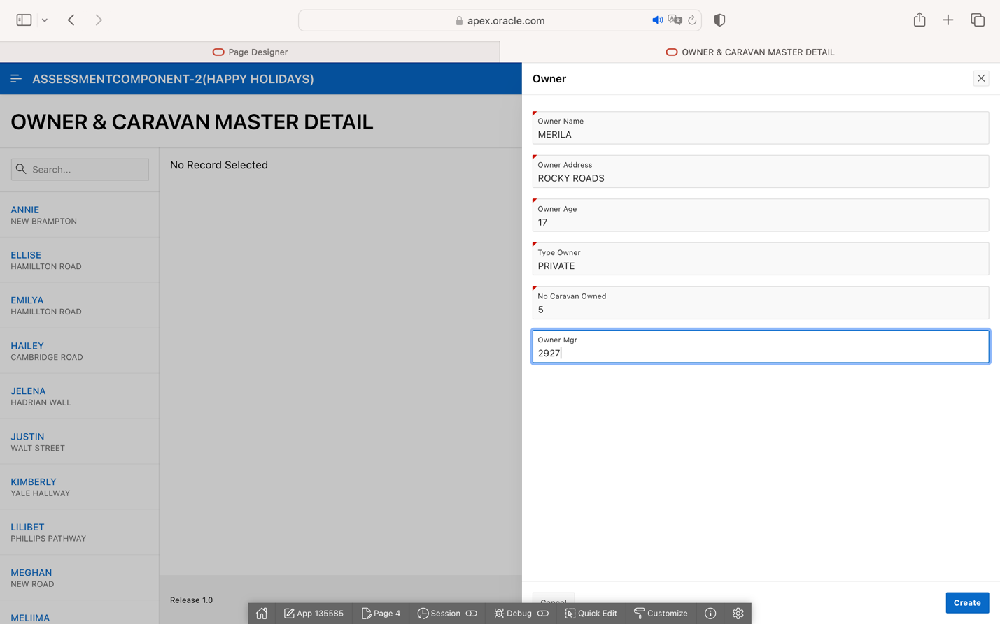 apex.oracle.com
Page Designer
OWNER & CARAVAN MASTER DETAIL
ASSESSMENTCOMPONENT-2(HAPPY HOLIDAYS)
OWNER & CARAVAN MASTER DETAIL
Search...
ANNIE
NEW BRAMPTON
ELLISE
HAMILLTON ROAD
EMILYA
HAMILLTON ROAD
HAILEY
CAMBRIDGE ROAD
JELENA
HADRIAN WALL
JUSTIN
WALT STREET
KIMBERLY
YALE HALLWAY
LILIBET
PHILLIPS PATHWAY
MEGHAN
NEW ROAD
MELIIMA
No Record Selected
Release 1.0
Owner
Owner Name
MERILA
Owner Address
ROCKY ROADS
Owner Age
17
Type Owner
PRIVATE
No Caravan Owned
5
Owner Mgr
2927
Cancel
Create
App 135585
Page 4
Session
Debug
Quick Edit
Customize